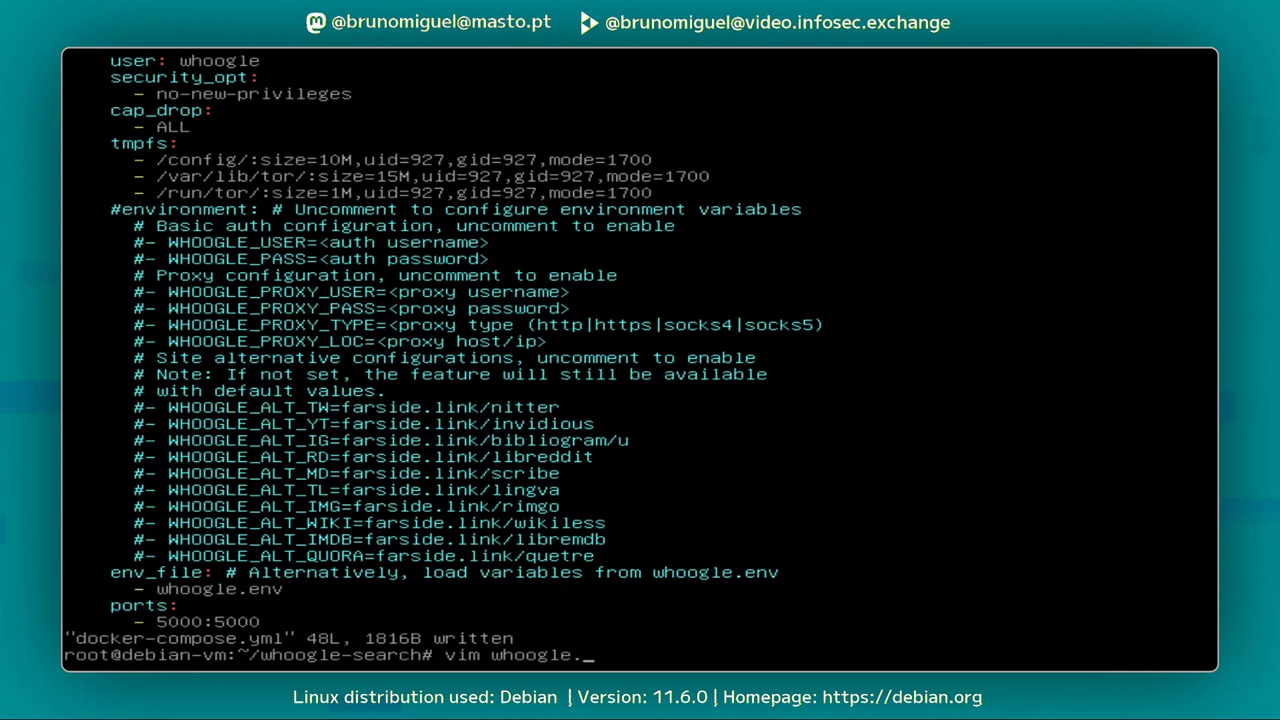 @brunomiguel@masto.pt @brunomiguel@video.infosec.exchange
user: whoogle
security_opt:
- no-new-privileges
cap_drop:
- ALL
tmpfs:
- /config/:size=10M,uid=927,gid=927,mode=1700
- /var/lib/tor/:size=15M,uid=927,gid=927,mode=1700
- /run/tor/:size=1M,uid=927,gid=927,mode=1700
#environment: # Uncomment to configure environment variables
# Basic auth configuration, uncomment to enable
#- WHOOGLE_USER=<auth username>
#- WHOOGLE_PASS=<auth password>
# Proxy configuration, uncomment to enable
#- WHOOGLE_PROXY_USER=<proxy username>
#- WHOOGLE_PROXY_PASS=<proxy password>
#- WHOOGLE_PROXY_TYPE=<proxy type (http|https|socks4|socks5)
#- WHOOGLE_PROXY_LOC=<proxy host/ip>
# Site alternative configurations, uncomment to enable
# Note: If not set, the feature will still be available
# with default values.
#- WHOOGLE_ALT_TW=farside.link/nitter
#- WHOOGLE_ALT_YT=farside.link/invidious
#- WHOOGLE_ALT_IG=farside.link/bibliogram/u
#- WHOOGLE_ALT_RD=farside.link/libreddit
#- WHOOGLE_ALT_MD=farside.link/scribe
#- WHOOGLE_ALT_TL=farside.link/lingva
#- WHOOGLE_ALT_IMG=farside.link/rimgo
#- WHOOGLE_ALT_WIKI=farside.link/wikiless
#- WHOOGLE_ALT_IMDB=farside.link/libremdb
#- WHOOGLE_ALT_QUORA=farside.link/quetre
env_file: # Alternatively, load variables from whoogle.env
- whoogle.env
ports:
- 5000:5000
"docker-compose.yml" 48L, 1816B written
root@debian-vm:~/whoogle-search# vim whoogle._
Linux distribution used: Debian | Version: 11.6.0 | Homepage: https://debian.org